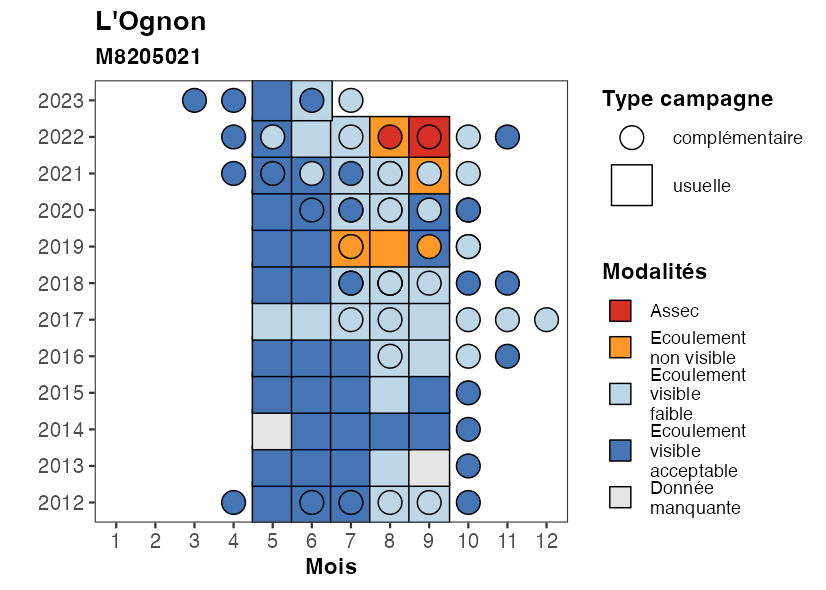 L'Ognon
M8205021
2023
2022
2021
2020
2019
2018
2017
2016
2015
2014
2013
2012
1 2 3 4 5 6 7 8 9 10 11 12
Mois
Type campagne
complémentaire
usuelle
Modalités
Assec
Ecoulement
non visible
Ecoulement
visible
faible
Ecoulement
visible
acceptable
Donnée
manquante